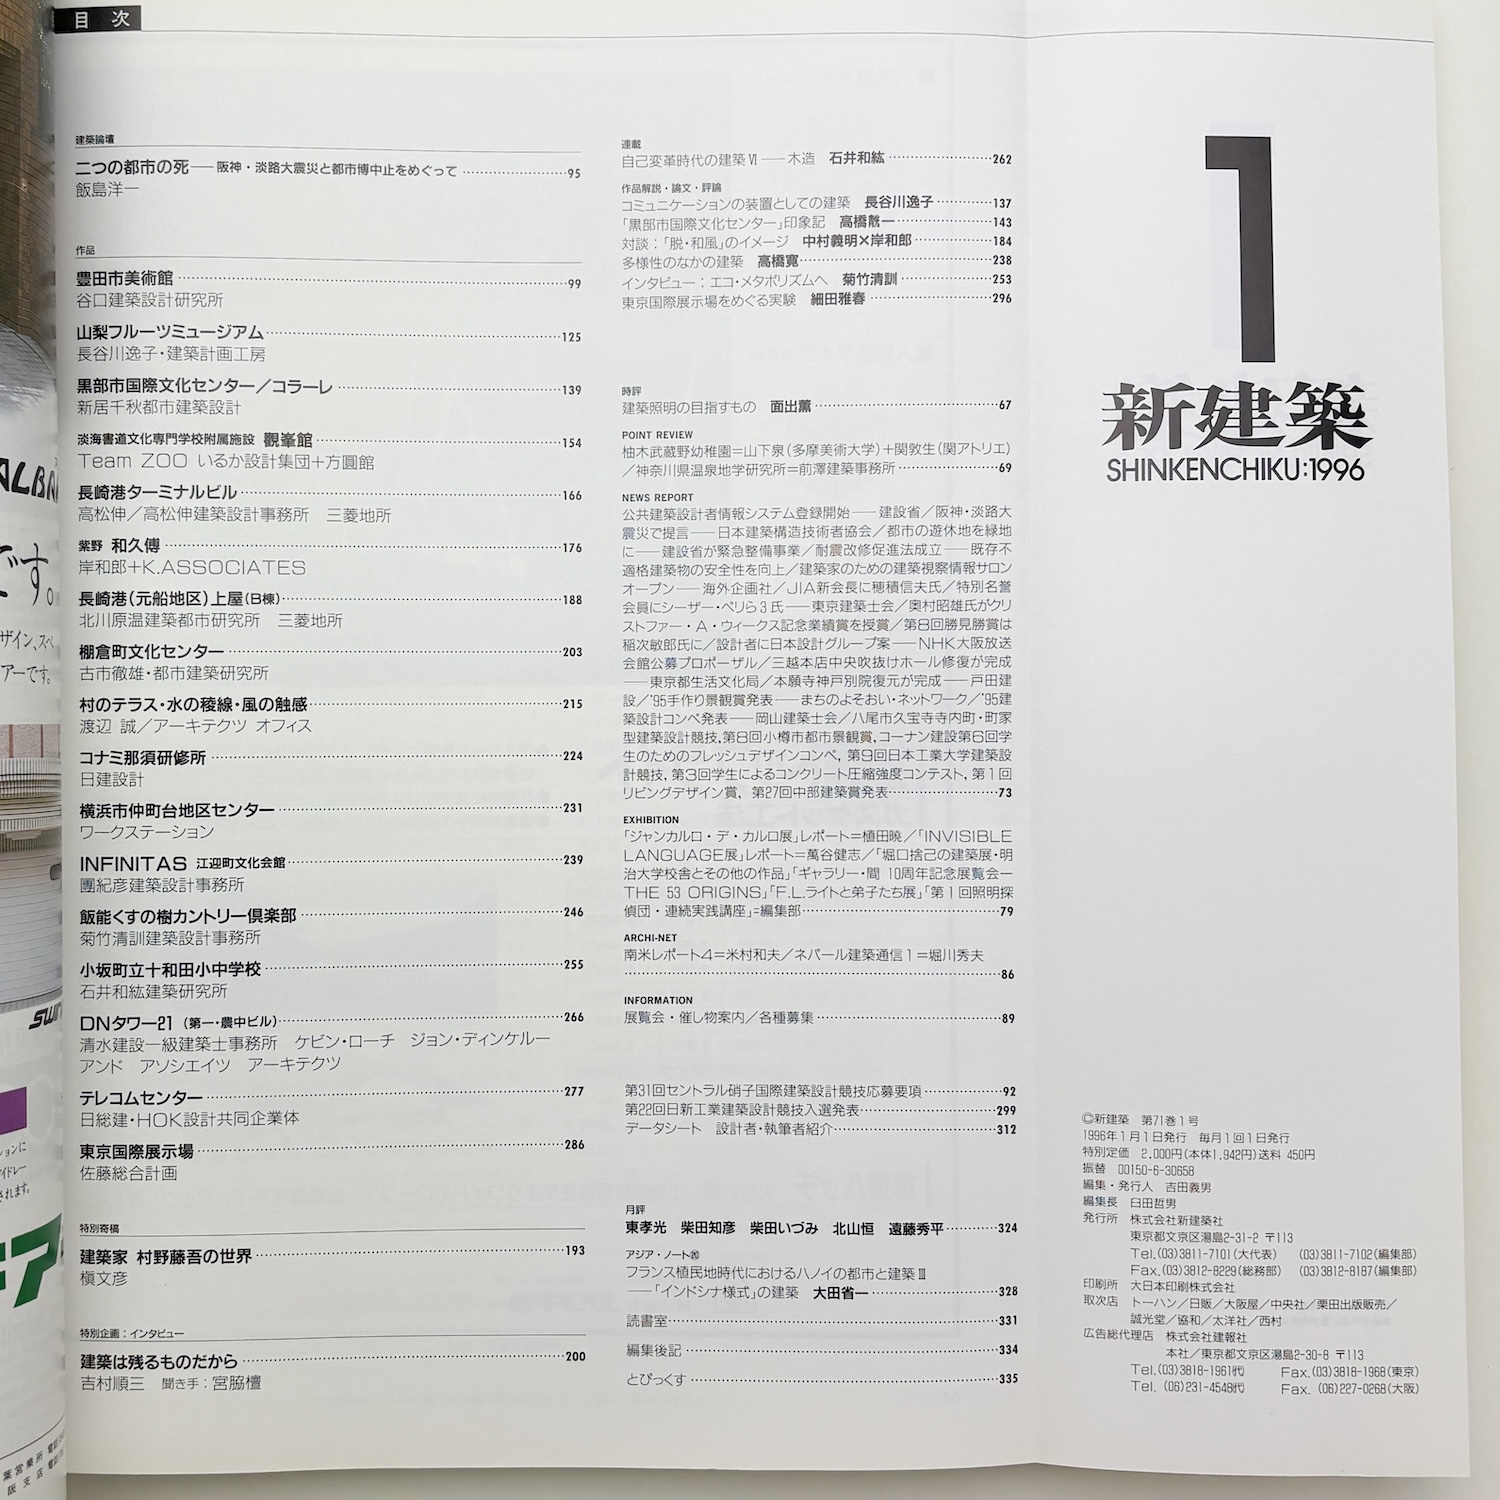 目次
建築論壇
二つの都市の死——阪神・淡路大震災と都市博中止をめぐって……95
飯島洋一
作品
豊田市美術館……99
谷口建築設計研究所
山梨フルーツミュージアム……125
長谷川逸子・建築計画工房
黒部市国際文化センター／コラーレ……139
新居千秋都市建築設計
淡海書道文化専門学校附属施設 観峯館……154
Team ZOO いるか設計集団＋方圓館
長崎港ターミナルビル……166
高松伸／高松伸建築設計事務所 三菱地所
紫野 和久傅……176
岸和郎＋K.ASSOCIATES
長崎港（元船地区）上屋（B棟）……188
北川原温建築都市研究所 三菱地所
棚倉町文化センター……203
古市徹雄・都市建築研究所
村のテラス・水の稜線・風の触感……215
渡辺 誠／アーキテクツ オフィス
コナミ那須研修所……224
日建設計
横浜市仲町台地区センター……231
ワークステーション
INFINITAS 江迎町文化会館……239
團紀彦建築設計事務所
飯能くすの樹カントリー倶楽部……246
菊竹清訓建築設計事務所
小坂町立十和田小中学校……255
石井和紘建築研究所
DNタワー21（第一・農中ビル）……266
清水建設一級建築士事務所 ケビン・ローチ ジョン・ディンケルー
アンド アソシエイツ アーキテクツ
テレコムセンター……277
日総建・HOK設計共同企業体
東京国際展示場……286
佐藤総合計画
特別寄稿
建築家 村野藤吾の世界……193
槇文彦
特別企画：インタビュー
建築は残るものだから……200
吉村順三 聞き手：宮脇檀
連載
自己変革時代の建築Ⅵ——木造 石井和紘……262
作品解説・論文・評論
コミュニケーションの装置としての建築 長谷川逸子……137
「黒部市国際文化センター」印象記 高橋靗一……143
対談：「脱・和風」のイメージ 中村義明×岸和郎……184
多様性のなかの建築 高橋寛……238
インタビュー：エコ・メタボリズムへ 菊竹清訓……253
東京国際展示場をめぐる実験 細田雅春……296
時評
建築照明の目指すもの 面出薫……67
POINT REVIEW
柚木武蔵野幼稚園＝山下泉（多摩美術大学）＋関敦生（関アトリエ）
／神奈川県温泉地学研究所＝前澤建築事務所……69
NEWS REPORT
公共建築設計者情報システム登録開始——建設省／阪神・淡路大
震災で提言——日本建築構造技術者協会／都市の遊休地を緑地
に——建設省が緊急整備事業／耐震改修促進法成立——既存不
適格建築物の安全性を向上／建築家のための建築視察情報サロン
オープン——海外企画社／JIA新会長に穂積信夫氏／特別名誉
会員にシーザー・ペリら3氏——東京建築士会／奥村昭雄氏がクリ
ストファー・A・ウィークス記念業績賞を授賞／第8回勝見勝賞は
稲次敏郎氏に／設計者に日本設計グループ案——NHK大阪放送
会館公募プロポーザル／三越本店中央吹抜けホール修復が完成
——東京都生活文化局／本願寺神戸別院復元が完成——戸田建
設／'95手作り景観賞発表——まちのよそおい・ネットワーク／'95建
築設計コンペ発表——岡山建築士会／八尾市久宝寺寺内町・町家
型建築設計競技，第8回小樽市都市景観賞，コーナン建設第6回学
生のためのフレッシュデザインコンペ，第9回日本工業大学建築設
計競技，第3回学生によるコンクリート圧縮強度コンテスト，第1回
リビングデザイン賞，第27回中部建築賞発表……73
EXHIBITION
「ジャンカルロ・デ・カルロ展」レポート＝植田暁／「INVISIBLE
LANGUAGE展」レポート＝萬谷健志／「堀口捨己の建築展・明
治大学校舎とその他の作品」「ギャラリー・間 10周年記念展覧会—
THE 53 ORIGINS」「F.L.ライトと弟子たち展」「第1回照明探
偵団・連続実践講座」＝編集部……79
ARCHI-NET
南米レポート4＝米村和夫／ネパール建築通信1＝堀川秀夫
……86
INFORMATION
展覧会・催し物案内／各種募集……89
第31回セントラル硝子国際建築設計競技応募要項……92
第22回日新工業建築設計競技入選発表……299
データシート 設計者・執筆者紹介……312
月評
東孝光 柴田知彦 柴田いづみ 北山恒 遠藤秀平……324
アジア・ノート
フランス植民地時代におけるハノイの都市と建築Ⅲ
——「インドシナ様式」の建築 大田省一……328
読書室……331
編集後記……334
とぴっくす……335
1
新建築
SHINKENCHIKU:1996
©新建築 第71巻1号
1996年1月1日発行 毎月1回1日発行
特別定価 2,000円（本体1,942円）送料 450円
振替 00150-6-30658
編集・発行人 吉田義男
編集長 臼田哲男
発行所 株式会社新建築社
東京都文京区湯島2-31-2 〒113
Tel.(03)3811-7101（大代表） (03)3811-7102（編集部）
Fax.(03)3812-8229（総務部） (03)3812-8187（編集部）
印刷所 大日本印刷株式会社
取次店 トーハン／日販／大阪屋／中央社／栗田出版販売／
誠光堂／協和／太洋社／西村
広告総代理店 株式会社建報社
本社／東京都文京区湯島2-30-8 〒113
Tel.(03)3818-1961㈹ Fax.(03)3818-1968（東京）
Tel. (06)231-4548㈹ Fax. (06)227-0268（大阪）